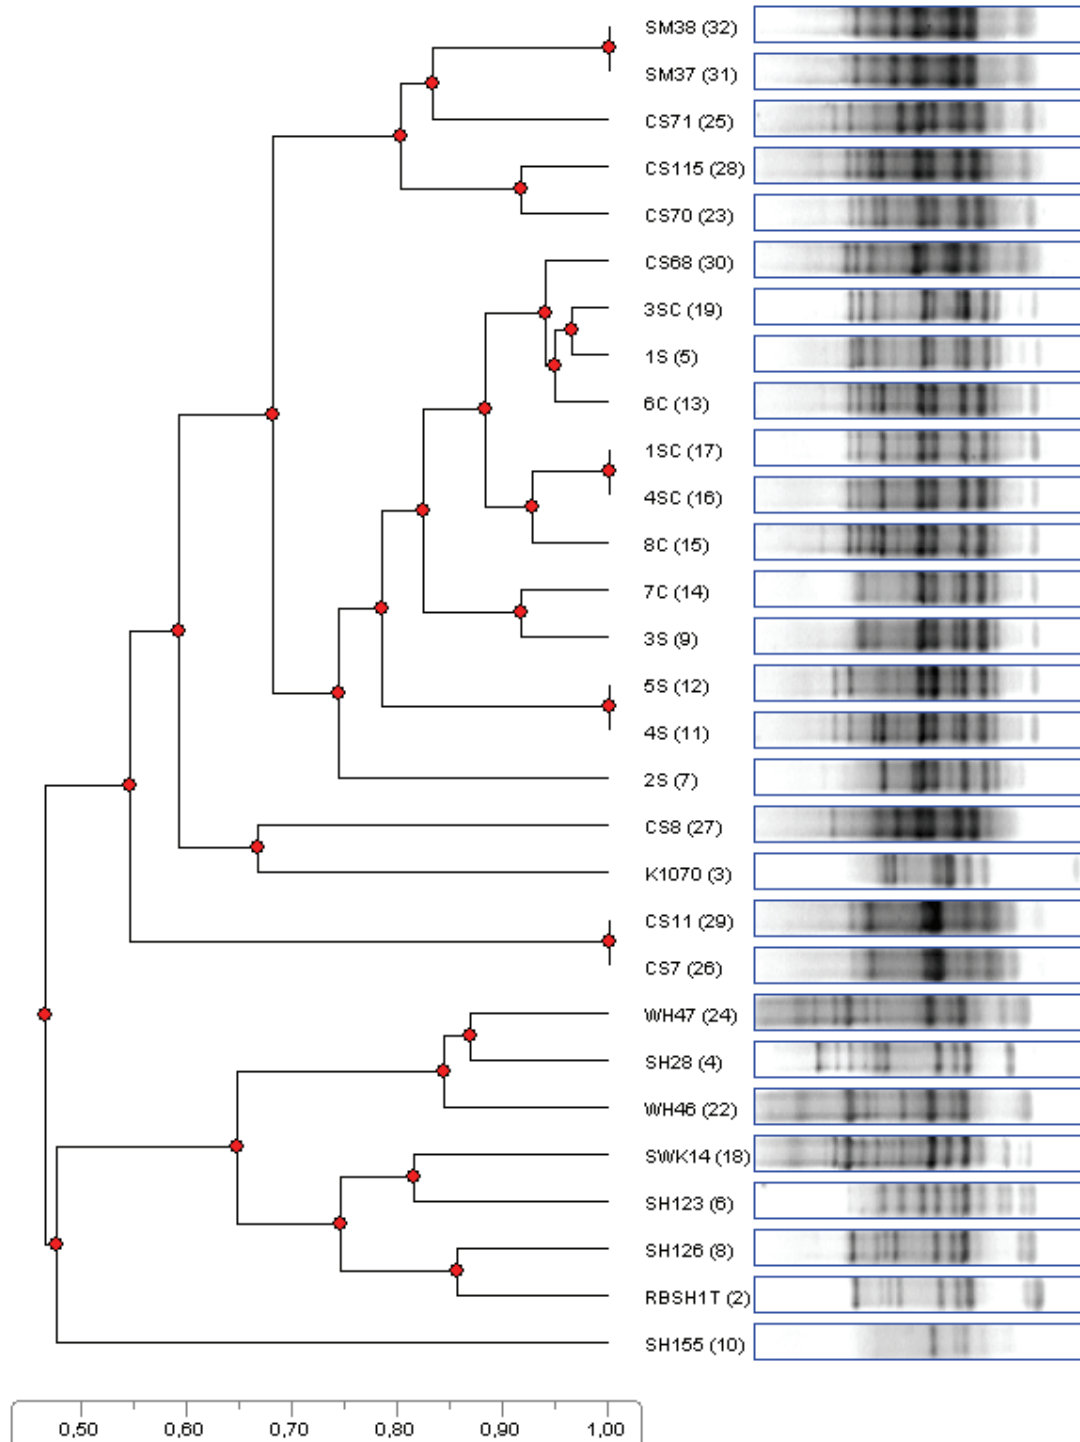 SM38 (32)
SM37 (31)
CS71 (25)
CS115 (28)
CS70 (23)
CS68 (30)
3SC (19)
1S (5)
6C (13)
1SC (17)
4SC (16)
8C (15)
7C (14)
3S (9)
5S (12)
4S (11)
2S (7)
CS8 (27)
K1070 (3)
CS11 (29)
CS7 (26)
WH47 (24)
SH28 (4)
WH46 (22)
SWK14 (18)
SH123 (6)
SH126 (8)
RBSH1T (2)
SH155 (10)
0,50 0,60 0,70 0,80 0,90 1,00